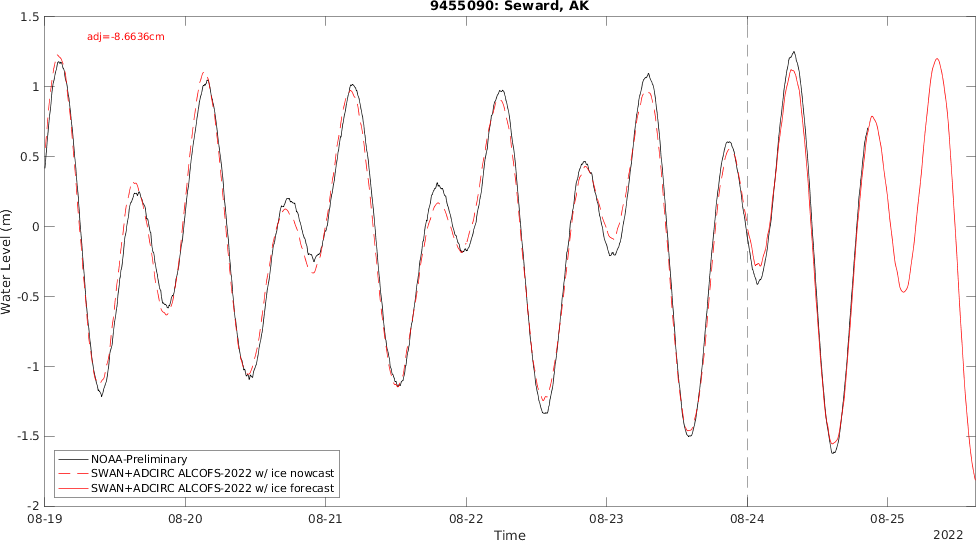 9455090: Seward, AK
adj=-8.6636cm
1.5
1
0.5
0
-0.5
-1
-1.5
-2
Water Level (m)
NOAA-Preliminary
SWAN+ADCIRC ALCOFS-2022 w/ ice nowcast
SWAN+ADCIRC ALCOFS-2022 w/ ice forecast
08-19 08-20 08-21 08-22 08-23 08-24 08-25
Time
2022